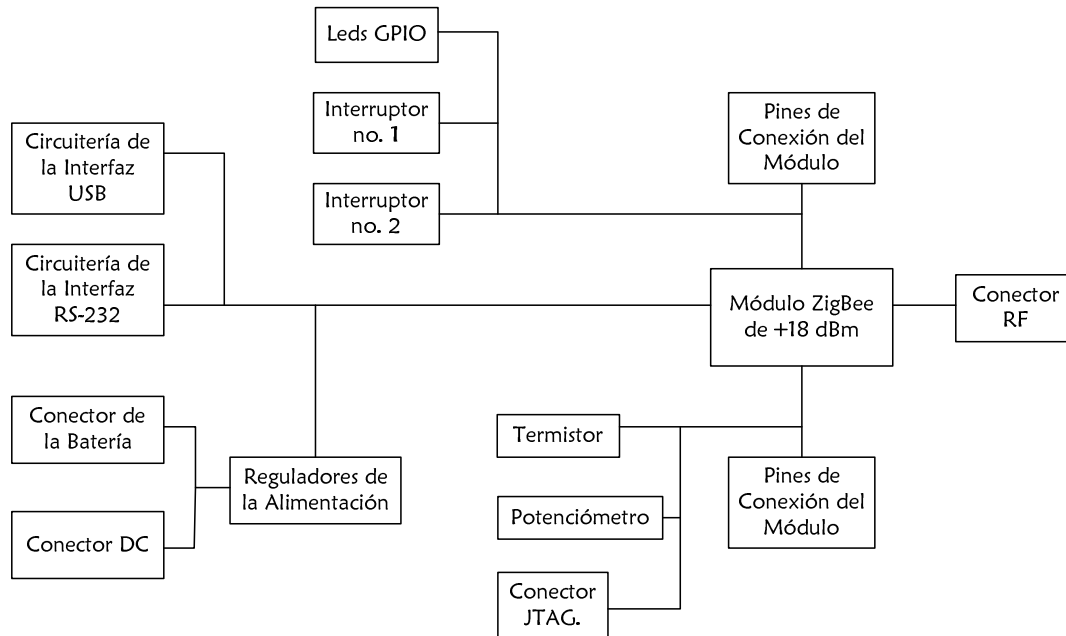 Leds GPIO
Interruptor
no. 1
Interruptor
no. 2
Circuitería de
la Interfaz
USB
Circuitería de
la Interfaz
RS-232
Pines de
Conexión del
Módulo
Módulo ZigBee
de +18 dBm
Conector
RF
Conector de
la Batería
Conector DC
Reguladores de
la Alimentación
Termistor
Potenciómetro
Conector
JTAG.
Pines de
Conexión del
Módulo